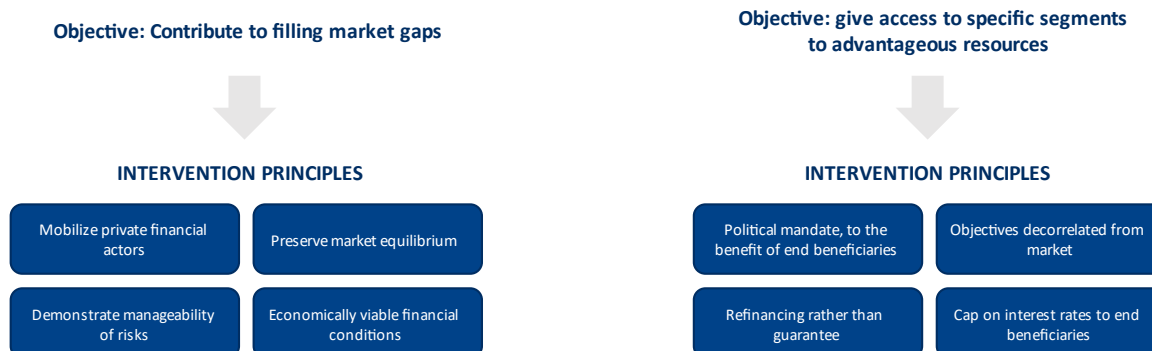 Objective: Contribute to filling market gaps
INTERVENTION PRINCIPLES
Mobilize private financial
actors
Preserve market equilibrium
Demonstrate manageability
of risks
Economically viable financial
conditions
Objective: give access to specific segments
to advantageous resources
INTERVENTION PRINCIPLES
Political mandate, to the
benefit of end beneficiaries
Objectives decorrelated from
market
Refinancing rather than
guarantee
Cap on interest rates to end
beneficiaries